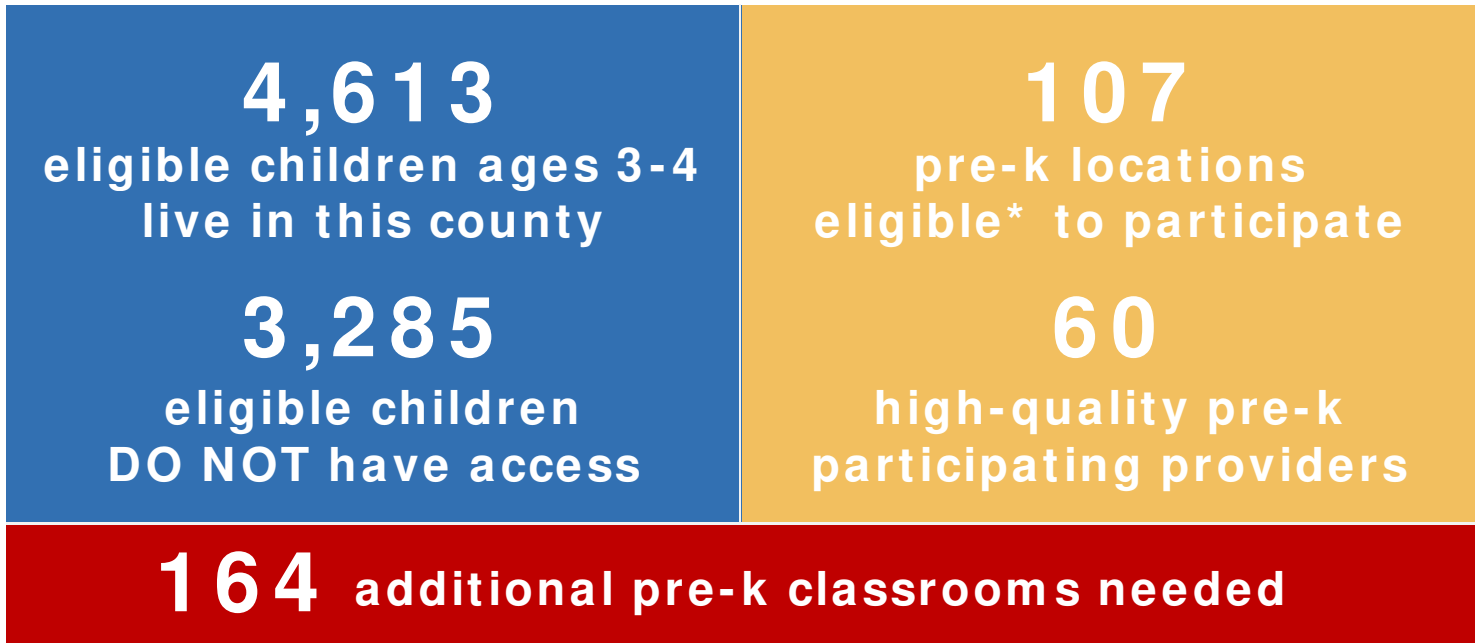 4,613
eligible children ages 3-4
live in this county
3,285
eligible children
DO NOT have access
107
pre-k locations
eligible* to participate
60
high-quality pre-k
participating providers
164 additional pre-k classrooms needed